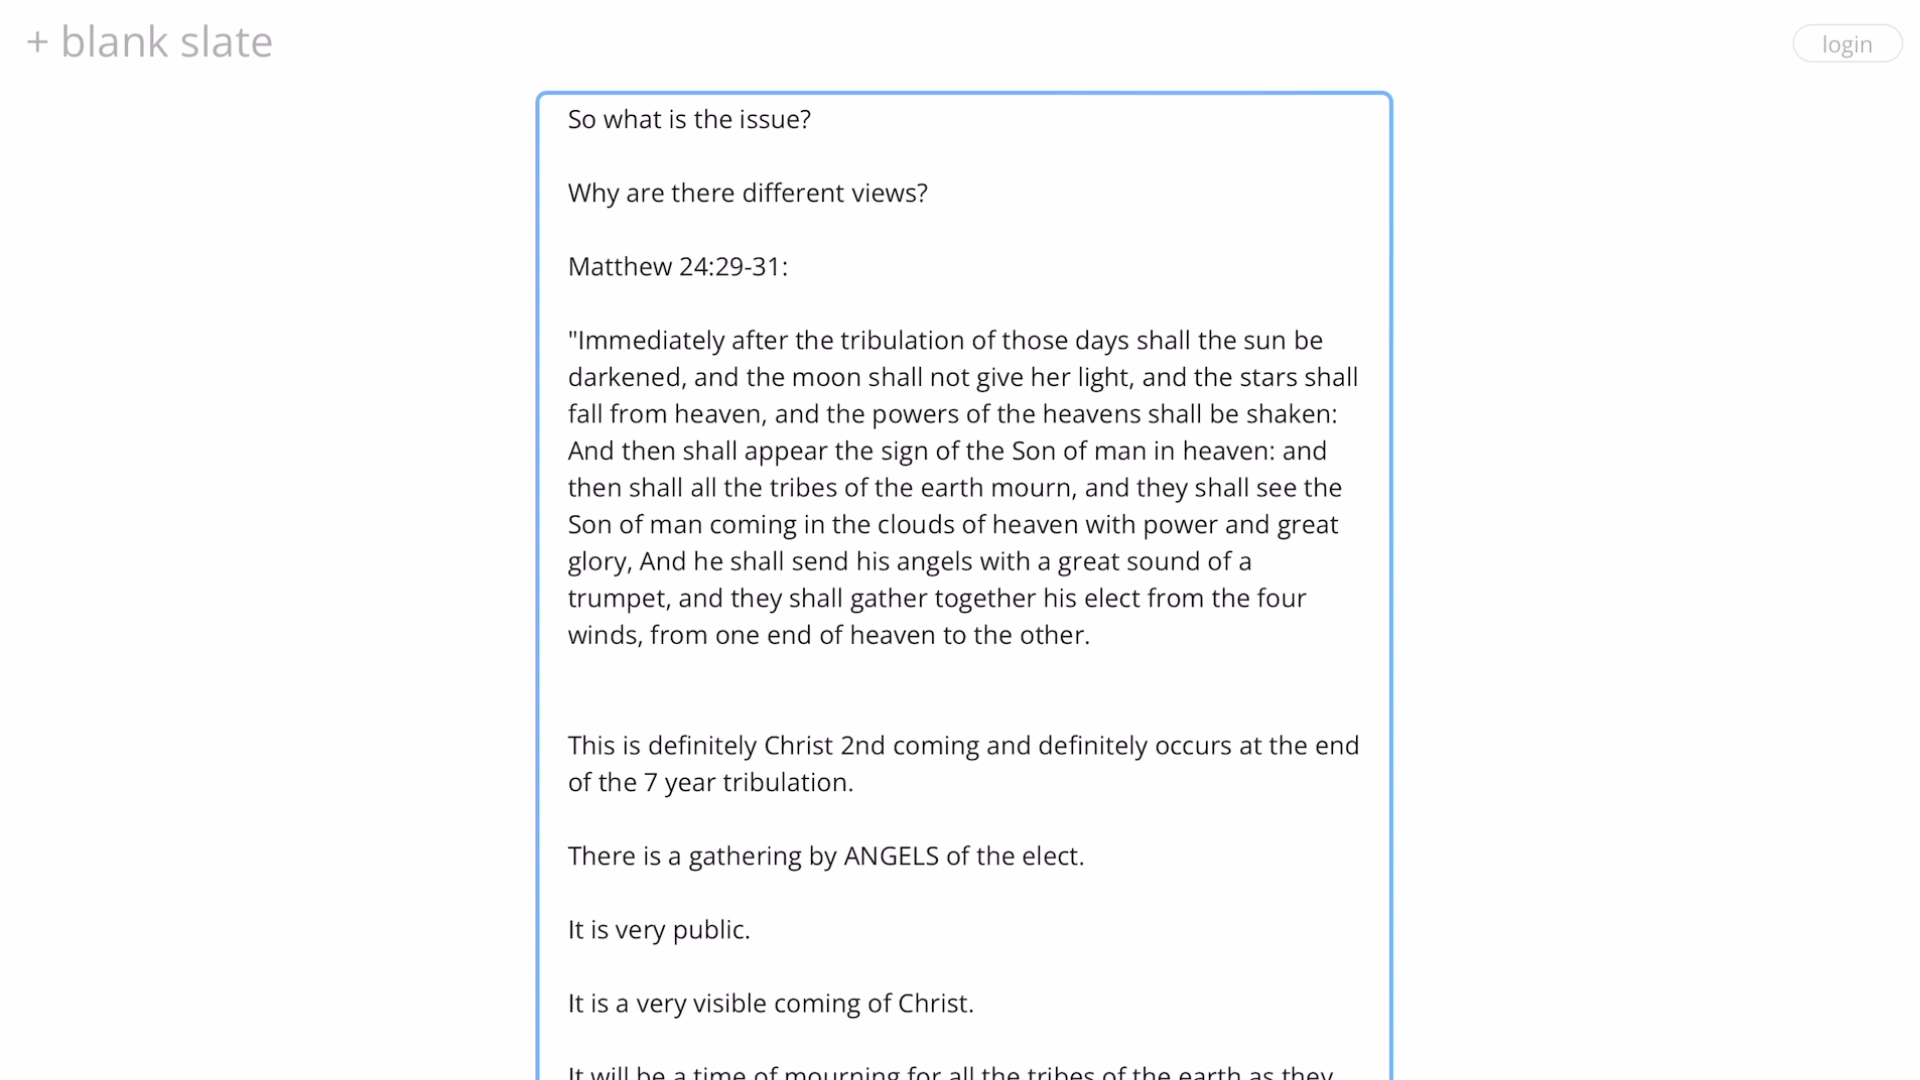 + blank slate
login
So what is the issue?
Why are there different views?
Matthew 24:29-31:
"Immediately after the tribulation of those days shall the sun be
darkened, and the moon shall not give her light, and the stars shall
fall from heaven, and the powers of the heavens shall be shaken:
And then shall appear the sign of the Son of man in heaven: and
then shall all the tribes of the earth mourn, and they shall see the
Son of man coming in the clouds of heaven with power and great
glory, And he shall send his angels with a great sound of a
trumpet, and they shall gather together his elect from the four
winds, from one end of heaven to the other.
This is definitely Christ 2nd coming and definitely occurs at the end
of the 7 year tribulation.
There is a gathering by ANGELS of the elect.
It is very public.
It is a very visible coming of Christ.
It will be a time of mourning for all the tribes of the earth as they